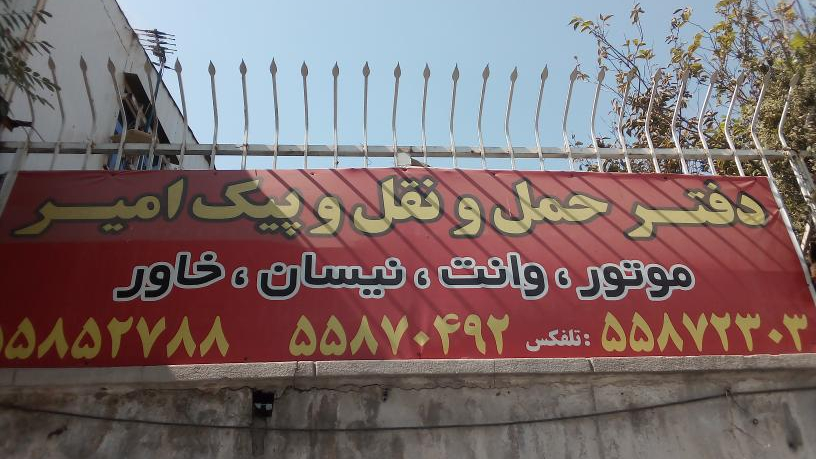 دفتر حمل و نقل و پیک امیر
موتور ، وانت ، نیسان ، خاور
۵۵۸۷۲۳۰۳ تلفکس: ۵۵۸۷۰۴۹۲ ۵۵۸۵۲۷۸۸